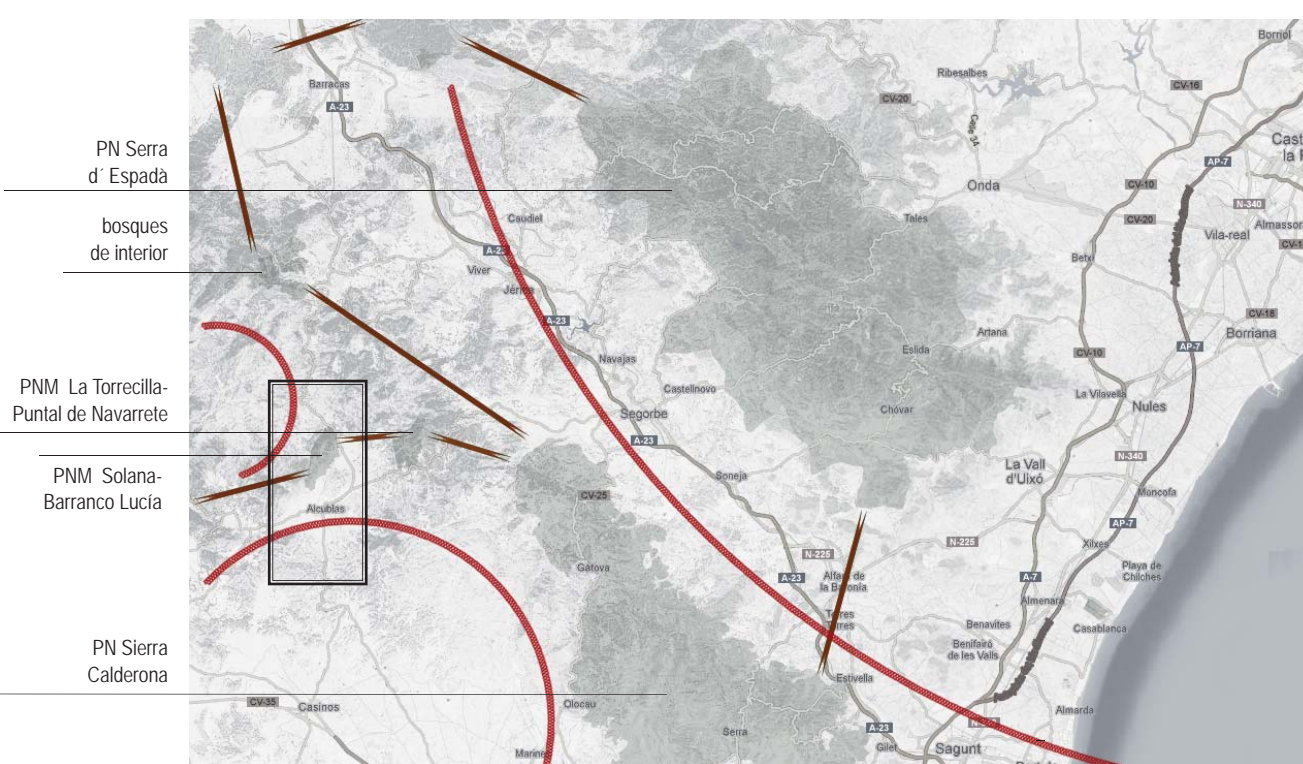 PN Serra
d´ Espadà
bosques
de interior
PNM La Torrecilla-
Puntal de Navarrete
PNM Solana-
Barranco Lucía
PN Sierra
Calderona
Borriol
Barracas
A-23
Ribesalbes
CV-20
CV-16
AP-7
Onda
CV-10
N-340
CV-20
Vila-real
Tales
Caudiel
Betxí
Viver
A-23
Borriana
CV-18
Artana
AP-7
Eslida
CV-10
Navajas
Castellnovo
La Vilavella
Nules
Chóvar
Segorbe
A-23
N-340
La Vall
d'Uixó
Soneja
Moncofa
CV-25
Alcublas
AP-7
N-225
N-225
Xilxes
Gátova
A-23
A-7
Playa de
Chilches
la Baronía
Almenara
Benavites
Casablanca
Benifairó
de les Valls
Estivella
CV-35
Casinos
Olocau
Almarda
Serra
A-23
Gilet
Sagunt